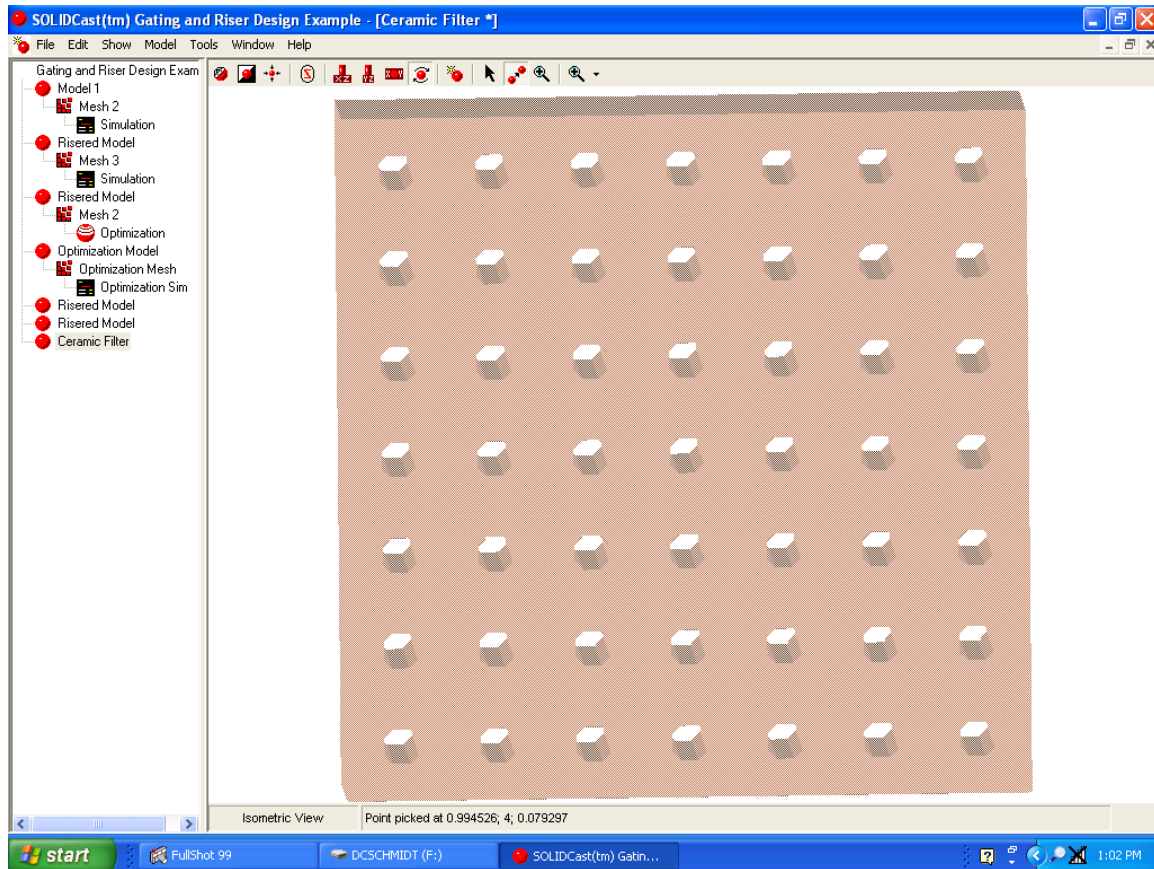 SOLIDCast(tm) Gating and Riser Design Example - [Ceramic Filter *]
File Edit Show Model Tools Window Help
Gating and Riser Design Exam
Model 1
Mesh 2
Simulation
Risered Model
Mesh 3
Simulation
Risered Model
Mesh 2
Optimization
Optimization Model
Optimization Mesh
Optimization Sim
Risered Model
Risered Model
Ceramic Filter
Isometric View Point picked at 0.994526; 4; 0.079297
start FullShot 99 DCSCHMIDT (F:) SOLIDCast(tm) Gatin... 1:02 PM